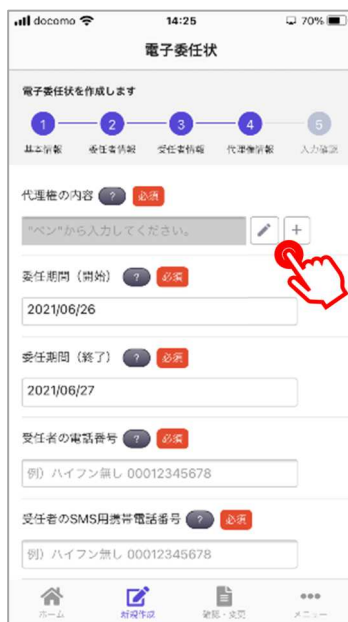 docomo 14:25 70%
電子委任状
電子委任状を作成します
1 2 3 4 5
基本情報 委任者情報 受任者情報 代理権情報 入力確認
代理権の内容 ? 必須
"ペン"から入力してください。 +
委任期間（開始） ? 必須
2021/06/26
委任期間（終了） ? 必須
2021/06/27
受任者の電話番号 ? 必須
例）ハイフン無し 00012345678
受任者のSMS用携帯電話番号 ? 必須
例）ハイフン無し 00012345678
ホーム 新規作成 確認・変更 メニュー